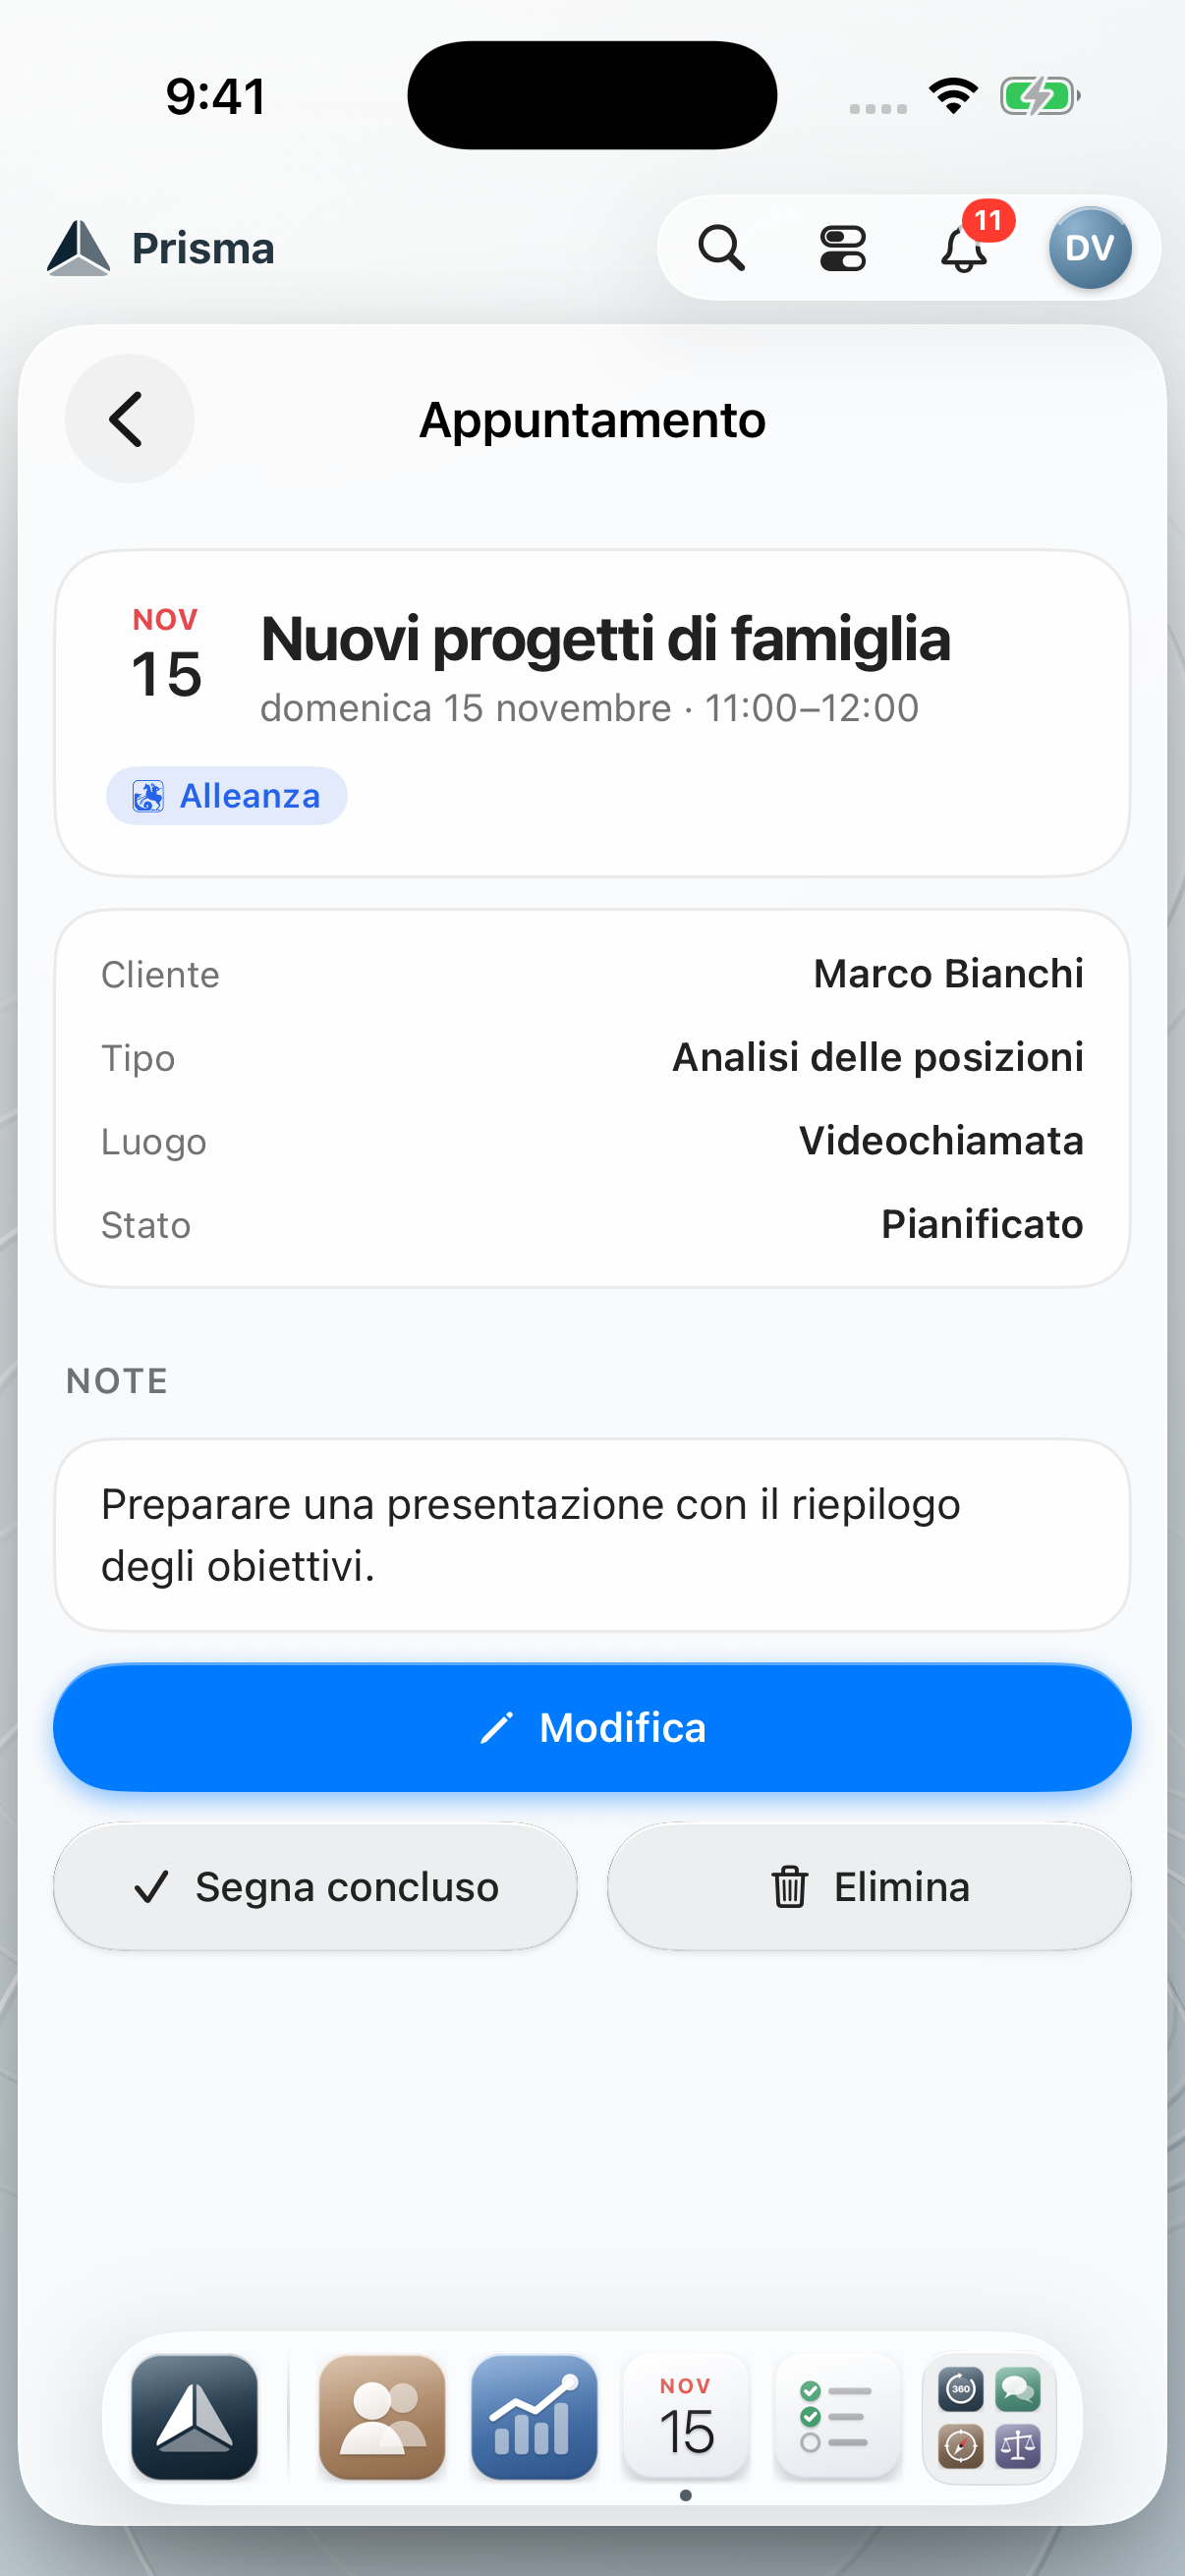 9:41
Prisma
11
DV
Appuntamento
NOV
15
Nuovi progetti di famiglia
domenica 15 novembre · 11:00–12:00
Alleanza
Cliente Marco Bianchi
Tipo Analisi delle posizioni
Luogo Videochiamata
Stato Pianificato
NOTE
Preparare una presentazione con il riepilogo
degli obiettivi.
Modifica
Segna concluso
Elimina
NOV
15
360